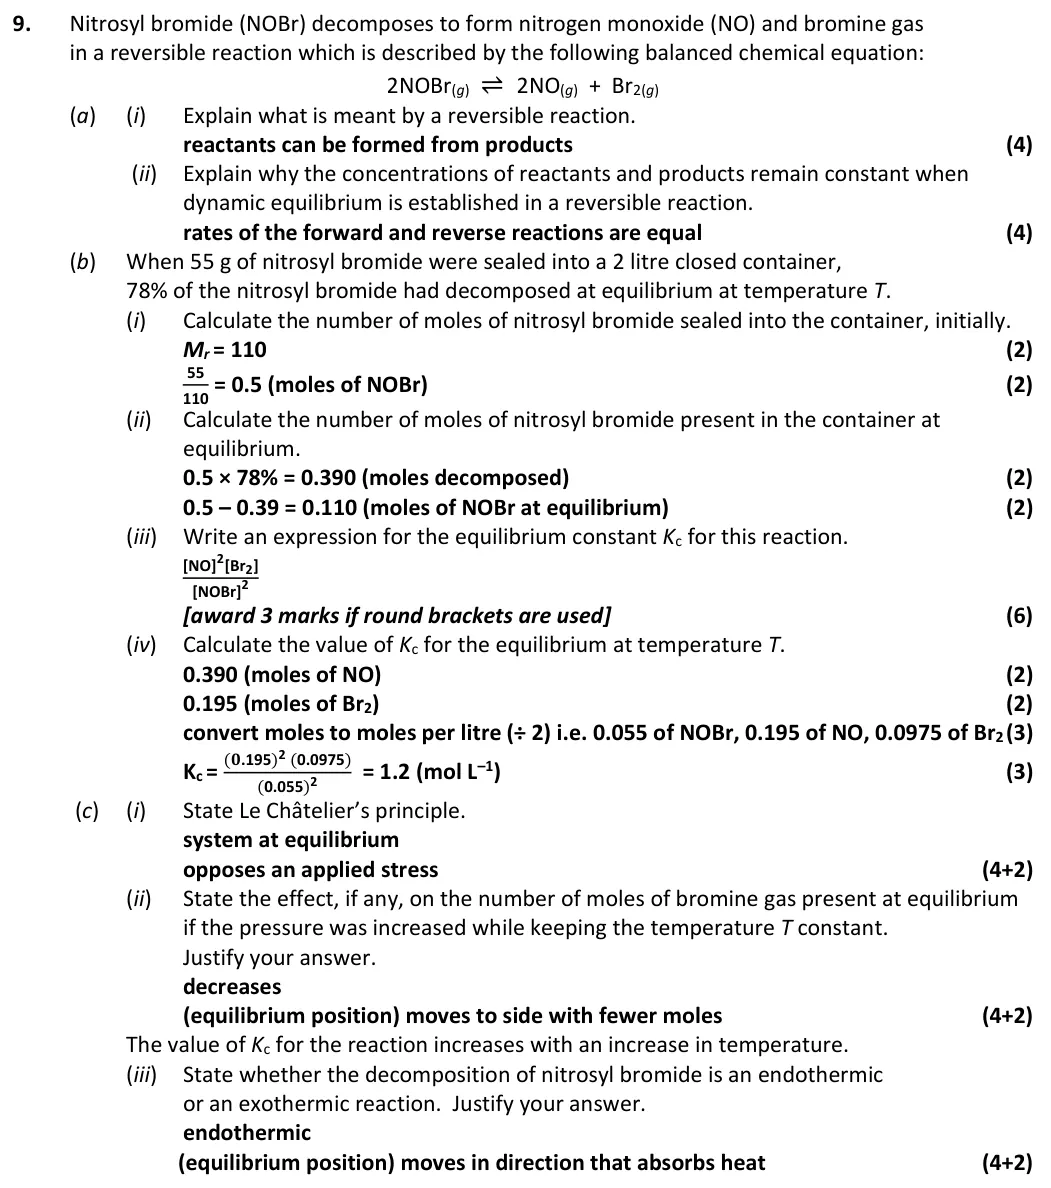 9. Nitrosyl bromide (NOBr) decomposes to form nitrogen monoxide (NO) and bromine gas
in a reversible reaction which is described by the following balanced chemical equation:
2NOBr(g) ⇌ 2NO(g) + Br2(g)
(a) (i) Explain what is meant by a reversible reaction.
reactants can be formed from products (4)
(ii) Explain why the concentrations of reactants and products remain constant when
dynamic equilibrium is established in a reversible reaction.
rates of the forward and reverse reactions are equal (4)
(b) When 55 g of nitrosyl bromide were sealed into a 2 litre closed container,
78% of the nitrosyl bromide had decomposed at equilibrium at temperature T.
(i) Calculate the number of moles of nitrosyl bromide sealed into the container, initially.
Mr = 110 (2)
55/110 = 0.5 (moles of NOBr) (2)
(ii) Calculate the number of moles of nitrosyl bromide present in the container at
equilibrium.
0.5 × 78% = 0.390 (moles decomposed) (2)
0.5 – 0.39 = 0.110 (moles of NOBr at equilibrium) (2)
(iii) Write an expression for the equilibrium constant Kc for this reaction.
[NO]²[Br₂]
[NOBr]²
[award 3 marks if round brackets are used] (6)
(iv) Calculate the value of Kc for the equilibrium at temperature T.
0.390 (moles of NO) (2)
0.195 (moles of Br₂) (2)
convert moles to moles per litre (÷ 2) i.e. 0.055 of NOBr, 0.195 of NO, 0.0975 of Br₂ (3)
Kc = (0.195)² (0.0975) / (0.055)² = 1.2 (mol L⁻¹) (3)
(c) (i) State Le Châtelier’s principle.
system at equilibrium
opposes an applied stress (4+2)
(ii) State the effect, if any, on the number of moles of bromine gas present at equilibrium
if the pressure was increased while keeping the temperature T constant.
Justify your answer.
decreases
(equilibrium position) moves to side with fewer moles (4+2)
The value of Kc for the reaction increases with an increase in temperature.
(iii) State whether the decomposition of nitrosyl bromide is an endothermic
or an exothermic reaction. Justify your answer.
endothermic
(equilibrium position) moves in direction that absorbs heat (4+2)